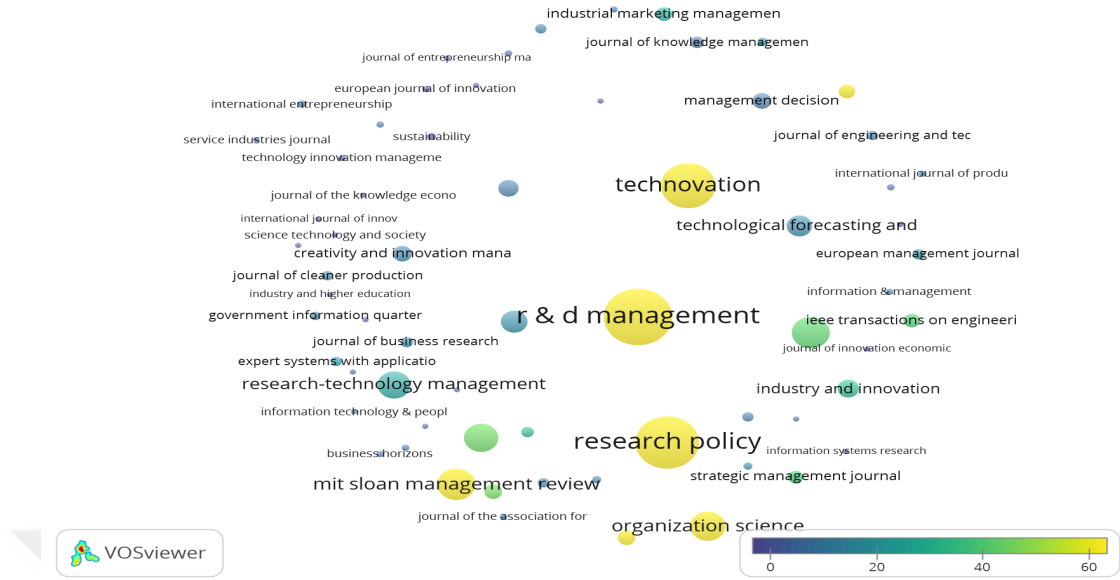 industrial marketing managemen
journal of knowledge managemen
journal of entrepreneurship ma
european journal of innovation
international entrepreneurship
management decision
service industries journal
sustainability
journal of engineering and tec
technology innovation manageme
international journal of produ
technovation
journal of the knowledge econo
international journal of innov
technological forecasting and
science technology and society
creativity and innovation mana
european management journal
journal of cleaner production
industry and higher education
information & management
government information quarter
r & d management
ieee transactions on engineeri
journal of business research
journal of innovation economic
expert systems with applicatio
research-technology management
industry and innovation
information technology & peopl
research policy
business horizons
information systems research
strategic management journal
mit sloan management review
journal of the association for
organization science
VOSviewer
0 20 40 60